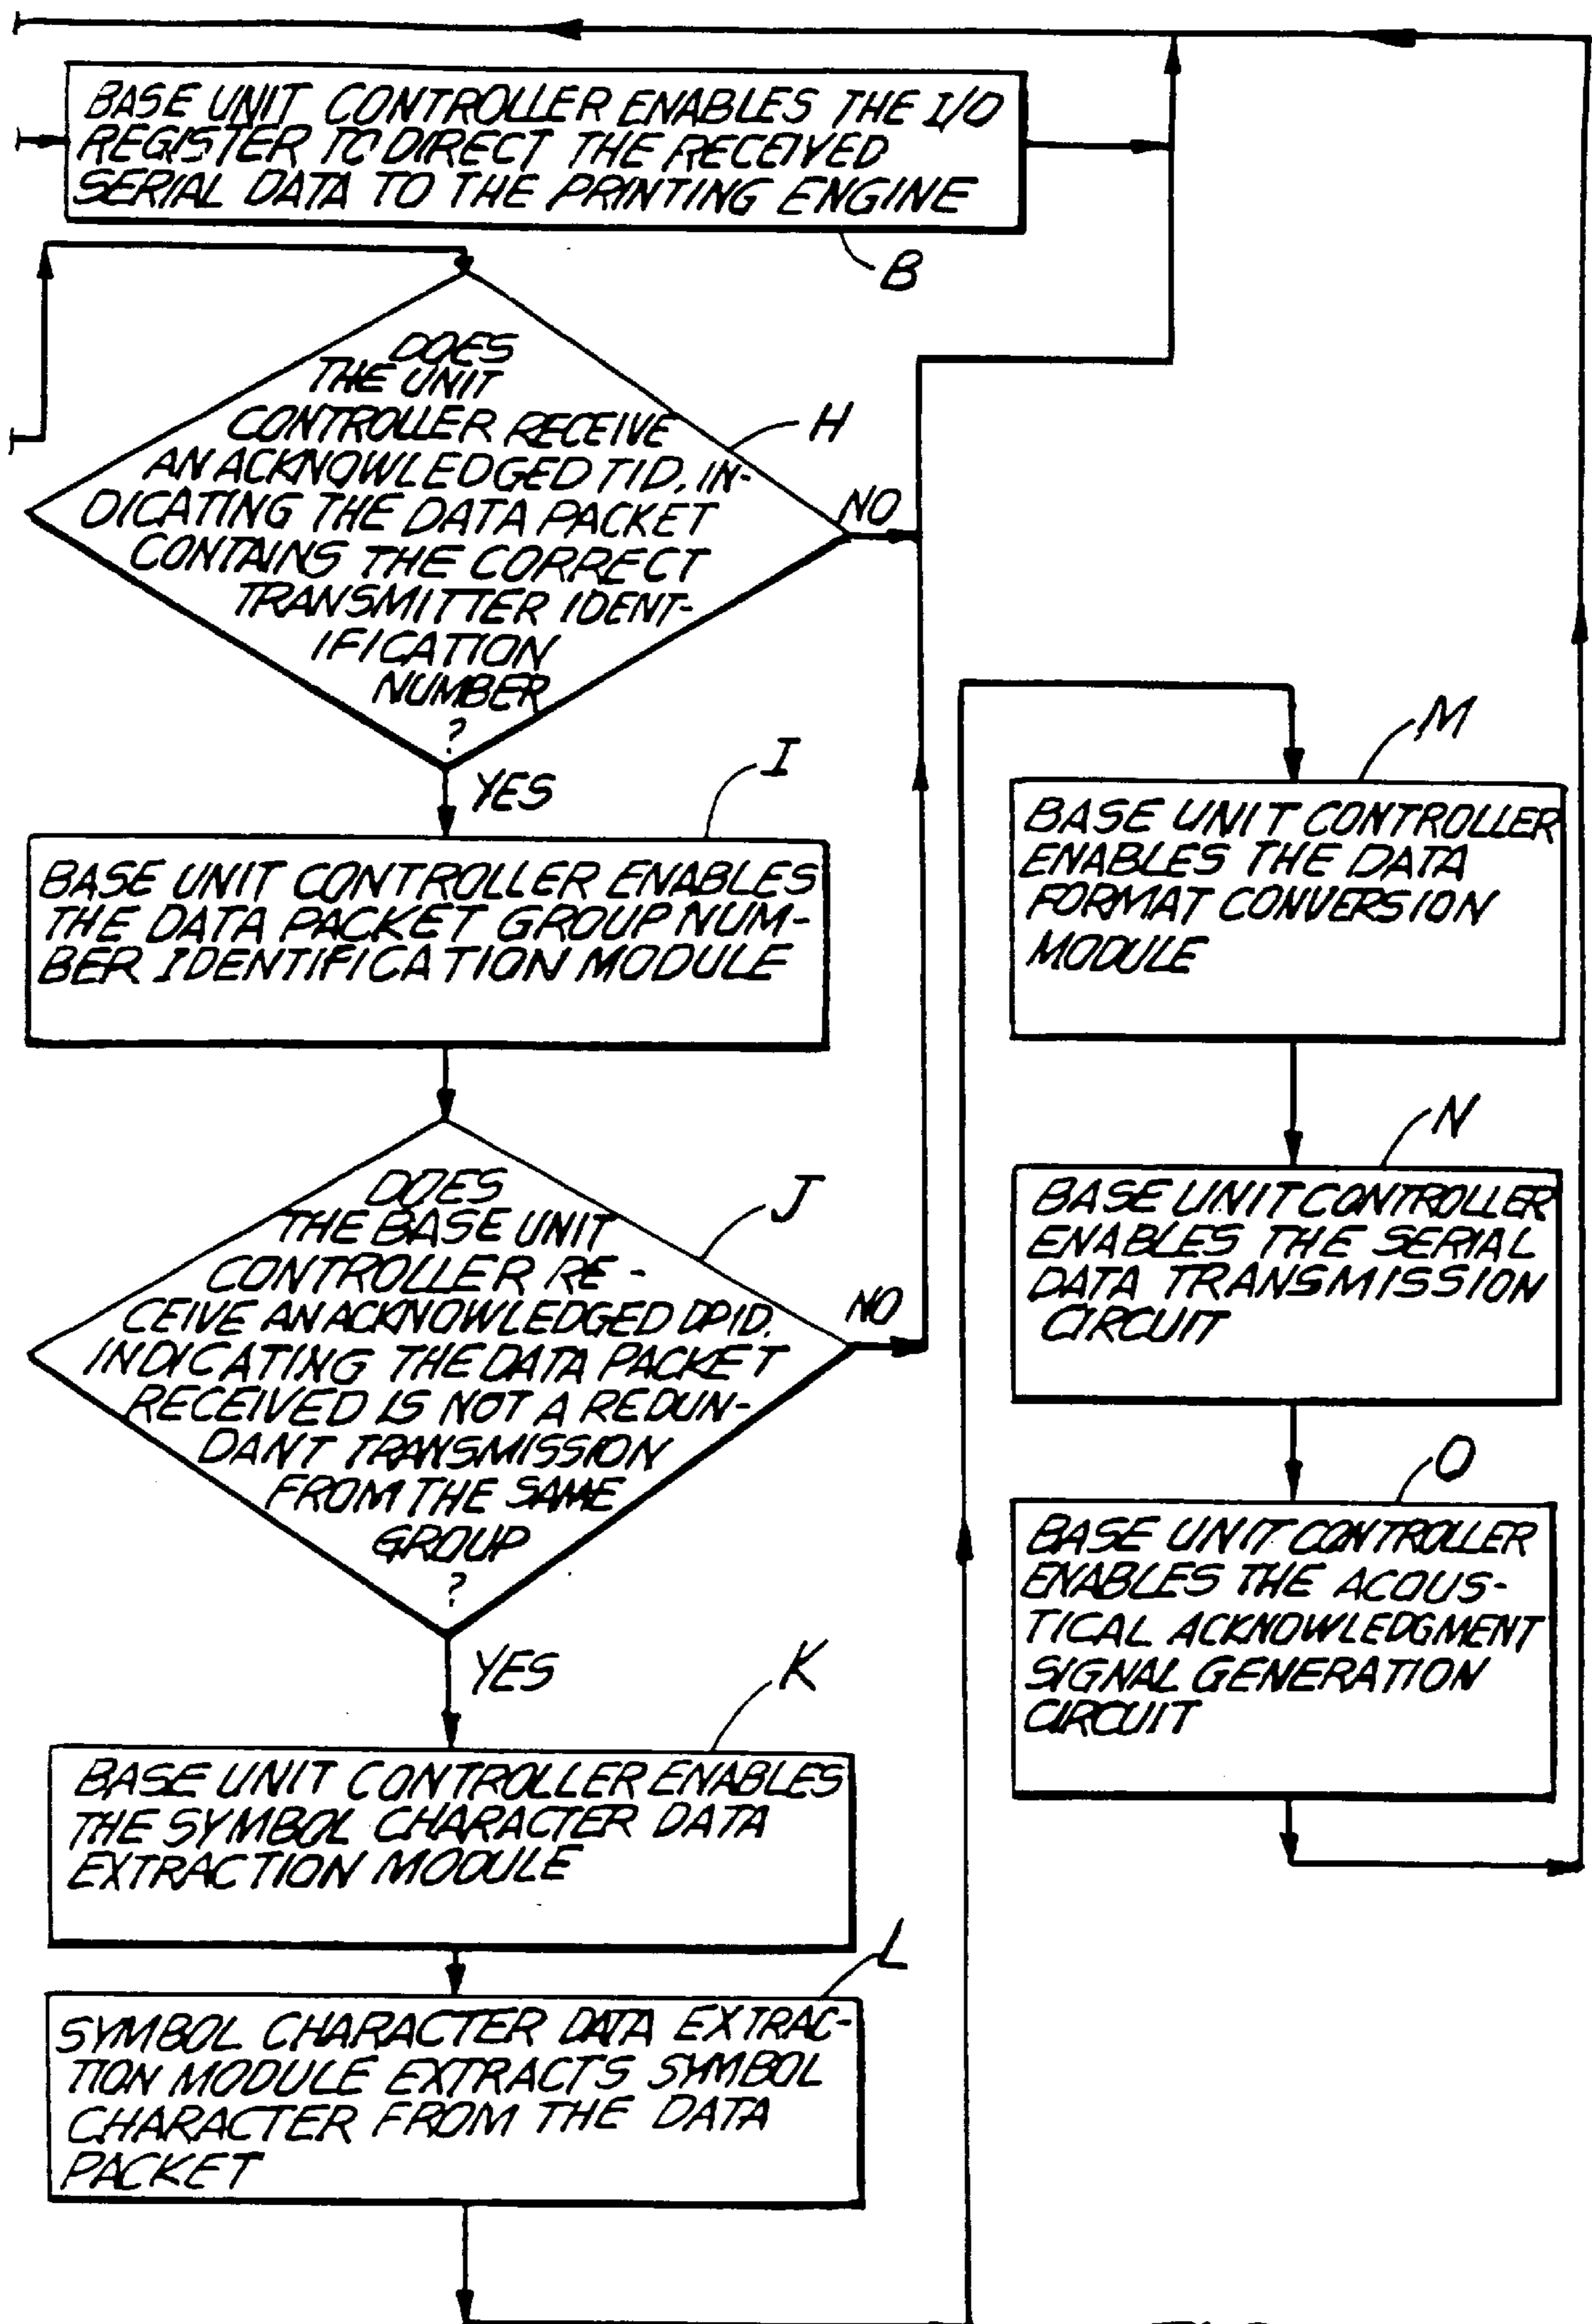 BASE UNIT CONTROLLER ENABLES THE I/O
REGISTER TO DIRECT THE RECEIVED
SERIAL DATA TO THE PRINTING ENGINE
B
DOES
THE UNIT
CONTROLLER RECEIVE
AN ACKNOWLEDGED TID, IN-
DICATING THE DATA PACKET
CONTAINS THE CORRECT
TRANSMITTER IDENT-
IFICATION
NUMBER
?
H
NO
YES
I
BASE UNIT CONTROLLER ENABLES
THE DATA PACKET GROUP NUM-
BER IDENTIFICATION MODULE
DOES
THE BASE UNIT
CONTROLLER RE-
CEIVE AN ACKNOWLEDGED DPID,
INDICATING THE DATA PACKET
RECEIVED IS NOT A REDUN-
DANT TRANSMISSION
FROM THE SAME
GROUP
?
J
NO
YES
K
BASE UNIT CONTROLLER ENABLES
THE SYMBOL CHARACTER DATA
EXTRACTION MODULE
L
SYMBOL CHARACTER DATA EXTRAC-
TION MODULE EXTRACTS SYMBOL
CHARACTER FROM THE DATA
PACKET
M
BASE UNIT CONTROLLER
ENABLES THE DATA
FORMAT CONVERSION
MODULE
N
BASE UNIT CONTROLLER
ENABLES THE SERIAL
DATA TRANSMISSION
CIRCUIT
O
BASE UNIT CONTROLLER
ENABLES THE ACOUS-
TICAL ACKNOWLEDGMENT
SIGNAL GENERATION
CIRCUIT